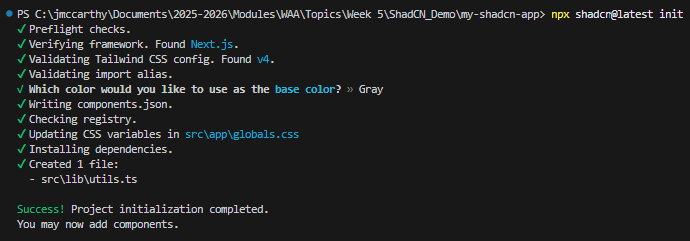 PS C:\jmccarthy\Documents\2025-2026\Modules\WAA\Topics\Week 5\ShadCN_Demo\my-shadcn-app> npx shadcn@latest init
✓ Preflight checks.
✓ Verifying framework. Found Next.js.
✓ Validating Tailwind CSS config. Found v4.
✓ Validating import alias.
√ Which color would you like to use as the base color? » Gray
✓ Writing components.json.
✓ Checking registry.
✓ Updating CSS variables in src\app\globals.css
✓ Installing dependencies.
✓ Created 1 file:
- src\lib\utils.ts
Success! Project initialization completed.
You may now add components.